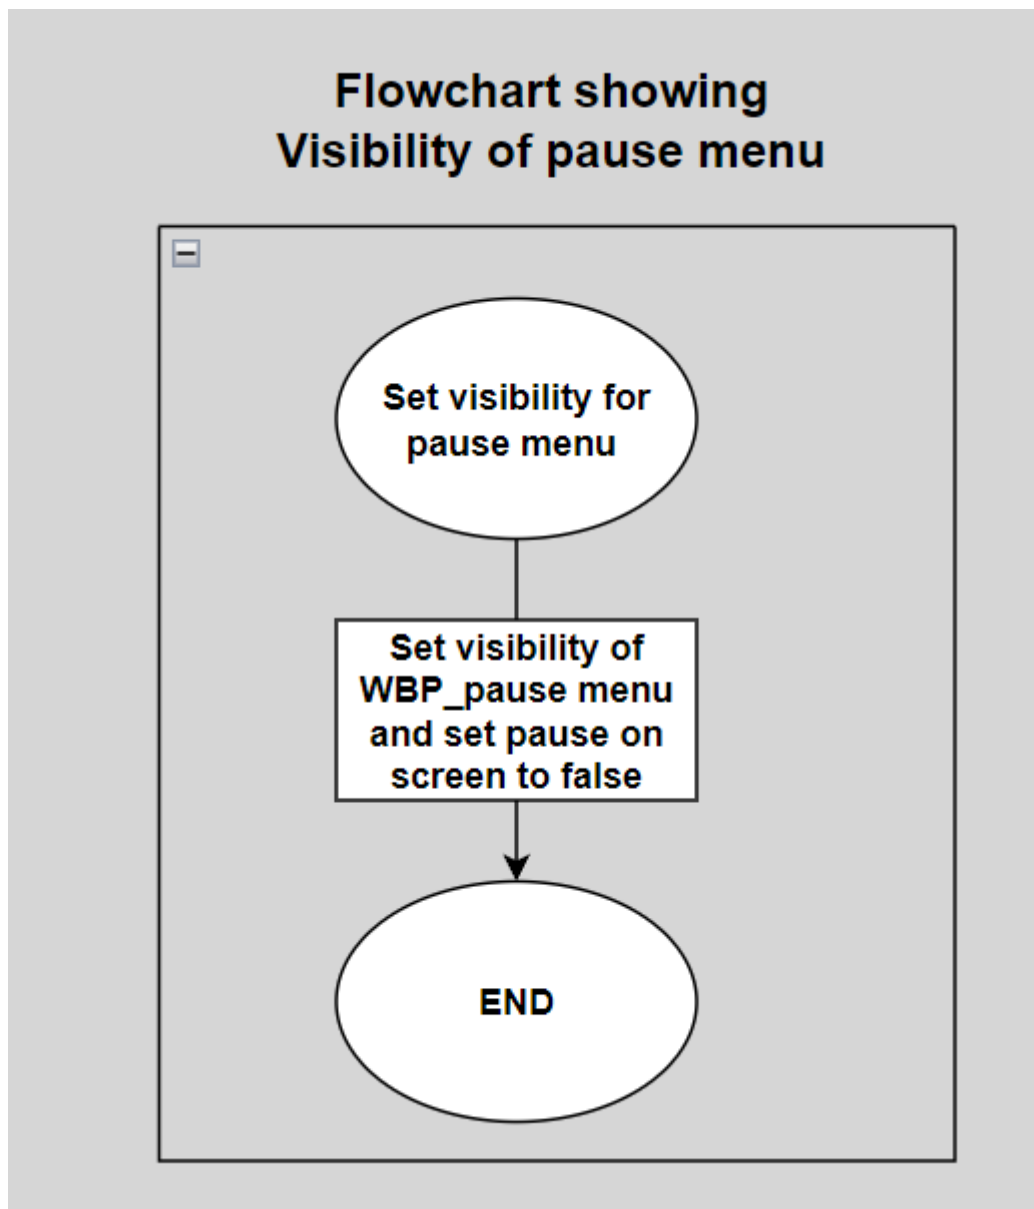 Flowchart showing
Visibility of pause menu
Set visibility for
pause menu
Set visibility of
WBP_pause menu
and set pause on
screen to false
END